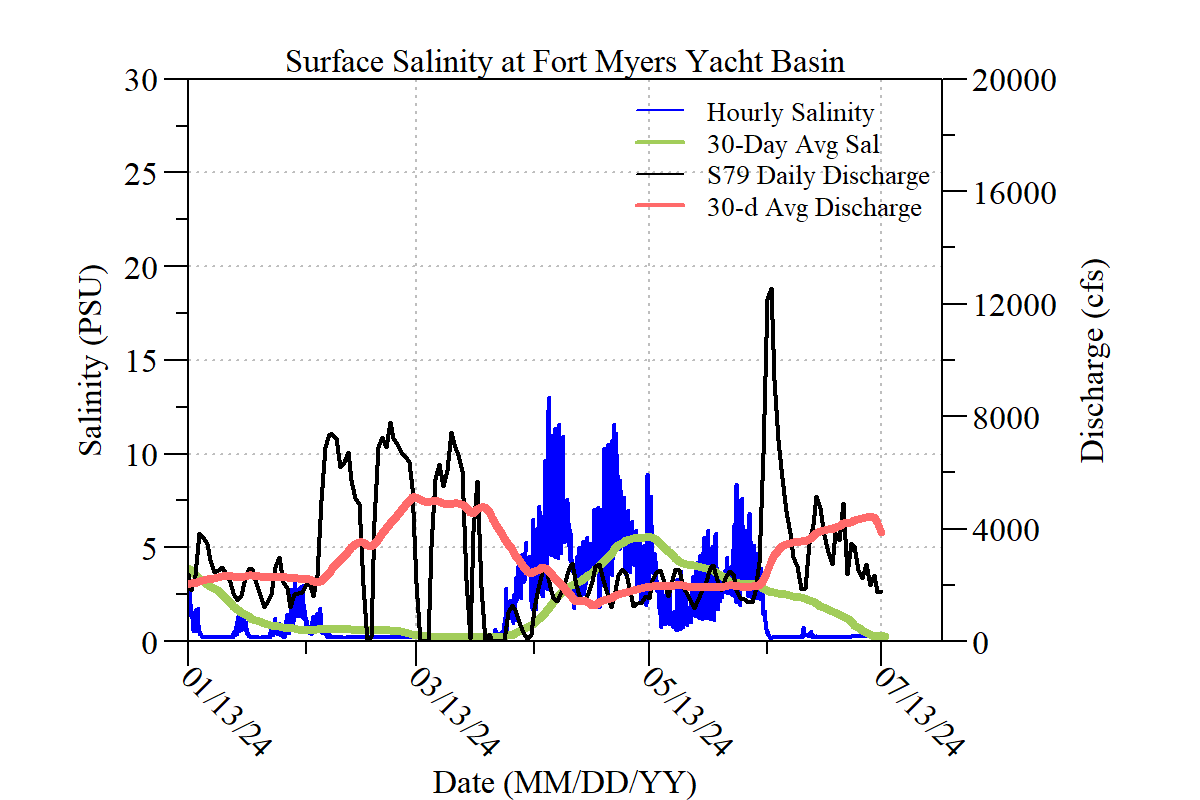 Surface Salinity at Fort Myers Yacht Basin
30
25
20
15
10
5
0
Salinity (PSU)
Hourly Salinity
30-Day Avg Sal
S79 Daily Discharge
30-d Avg Discharge
20000
16000
12000
8000
4000
0
Discharge (cfs)
01/13/24
03/13/24
05/13/24
07/13/24
Date (MM/DD/YY)